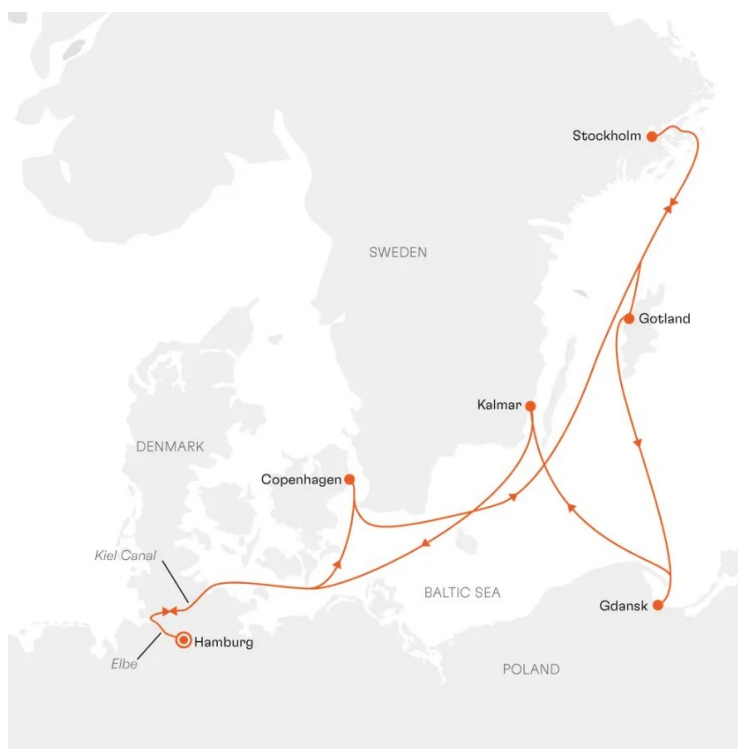 Stockholm
SWEDEN
Gotland
Kalmar
DENMARK
Copenhagen
Kiel Canal
BALTIC SEA
Gdansk
Hamburg
Elbe
POLAND